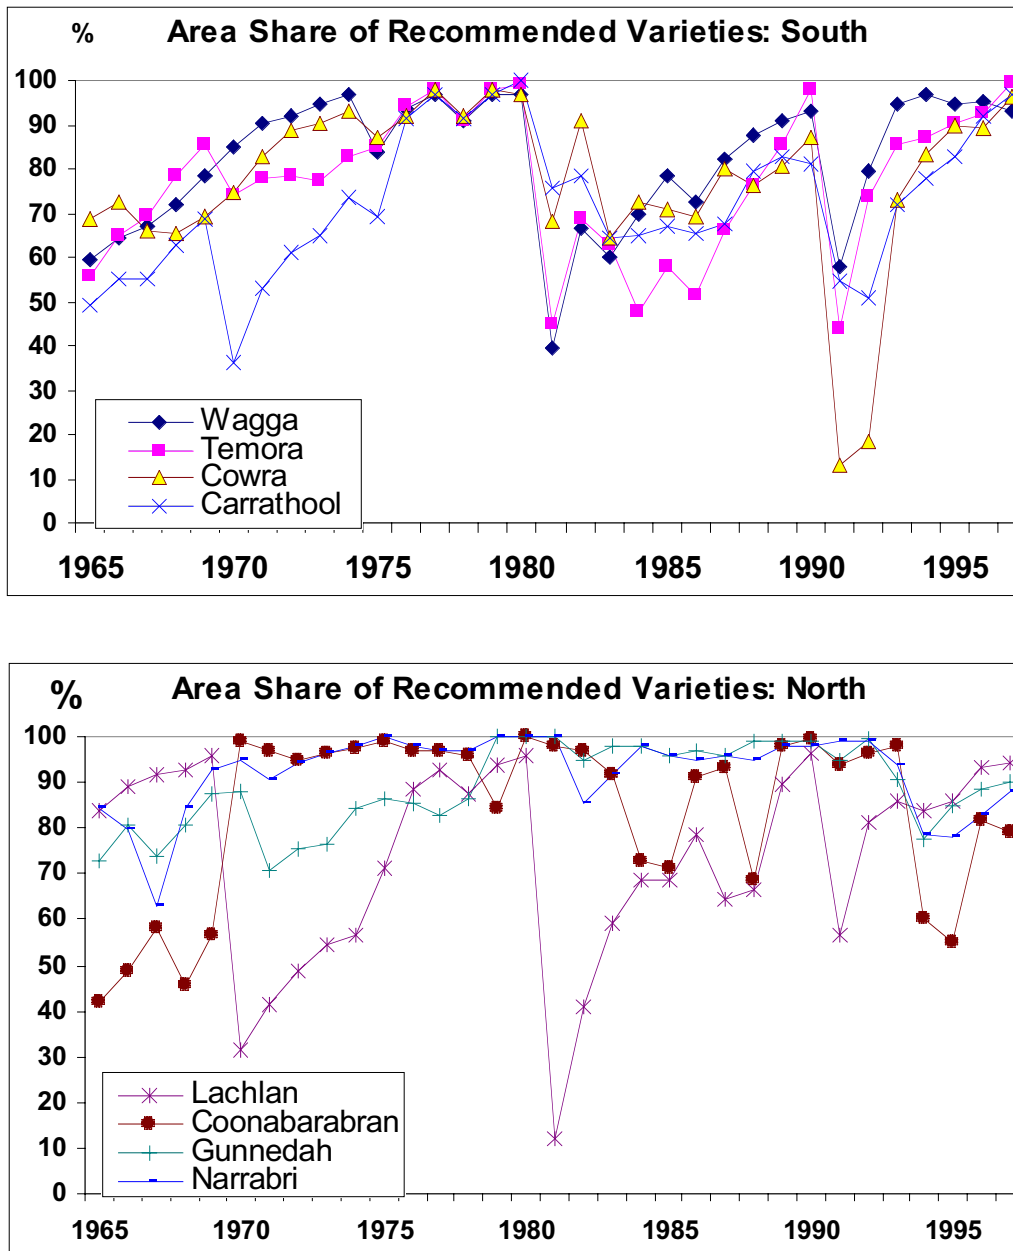 % Area Share of Recommended Varieties: South
100
90
80
70
60
50
40
30
20
10
0
Wagga
Temora
Cowra
Carrathool
1965 1970 1975 1980 1985 1990 1995
% Area Share of Recommended Varieties: North
100
90
80
70
60
50
40
30
20
10
0
Lachlan
Coonabarabran
Gunnedah
Narrabri
1965 1970 1975 1980 1985 1990 1995